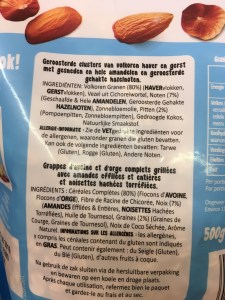 ok!
Geroosterde clusters van volkoren haver en gerst
met gesneden en hele amandelen en geroosterde
gehakte hazelnoten.
INGREDIËNTEN: Volkoren Granen (80%) (HAVERvlokken,
GERSTvlokken), Vezel uit Cichoreiwortel, Noten (7%)
(Geschaafde & Hele AMANDELEN, Geroosterde Gehakte
HAZELNOTEN), Zonnebloemolie, Pitten (2%)
(Pompoenpitten, Zonnebloempitten), Gedroogde Kokos,
Natuurlijke Smaakstof.
ALLERGIE-INFORMATIE - Zie de VETgedrukte ingrediënten voor
de allergenen, waaronder granen die gluten bevatten.
Kan ook de volgende ingrediënten bevatten: Tarwe
(Gluten), Rogge (Gluten), Andere Noten.
Grappes d'avoine et d'orge complets grillées
avec amandes effilées et entières
et noisettes hachées torréfiées.
INGRÉDIENTS : Céréales Complètes (80%) (Flocons d'AVOINE,
Flocons d'ORGE), Fibre de Racine de Chicorée, Noix (7%)
(AMANDES Effilées & Entières, NOISETTES Hachées
Torréfiées), Huile de Tournesol, Graines (2%) (Graines de
Courge, Graines de Tournesol), Noix de Coco Séchée, Arôme
Naturel. INFORMATIONS SUR LES ALLERGÈNES : les allergènes,
y compris les céréales contenant du gluten sont indiqués
en GRAS. Peut contenir également : du Seigle (Gluten),
du Blé (Gluten), d'autres fruits à Coques.
Na gebruik de zak sluiten via de hersluitbare verpakking
en bewaren op een koele en droge plaats.
Après chaque utilisation, refermez bien le paquet
et gardez-le au frais et au sec.
500g